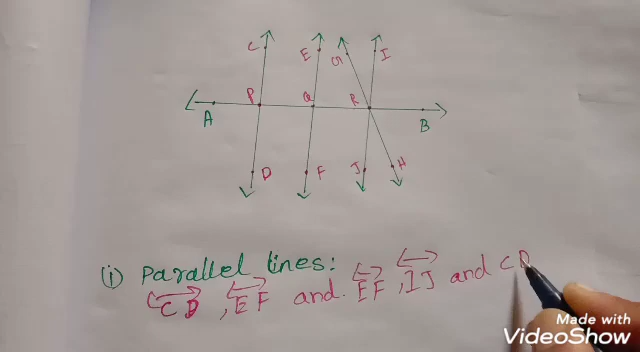 C E G I
P Q R
A B
D F J H
(i) Parallel lines:
CD , EF and. EF , IJ and CD
Made with
VideoShow